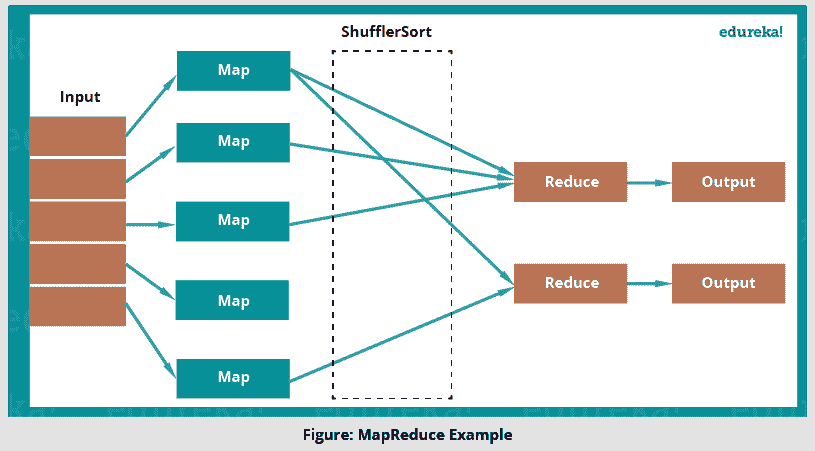 ShufflerSort
edureka!
Input
Map
Map
Map
Map
Map
Reduce
Output
Reduce
Output
Figure: MapReduce Example